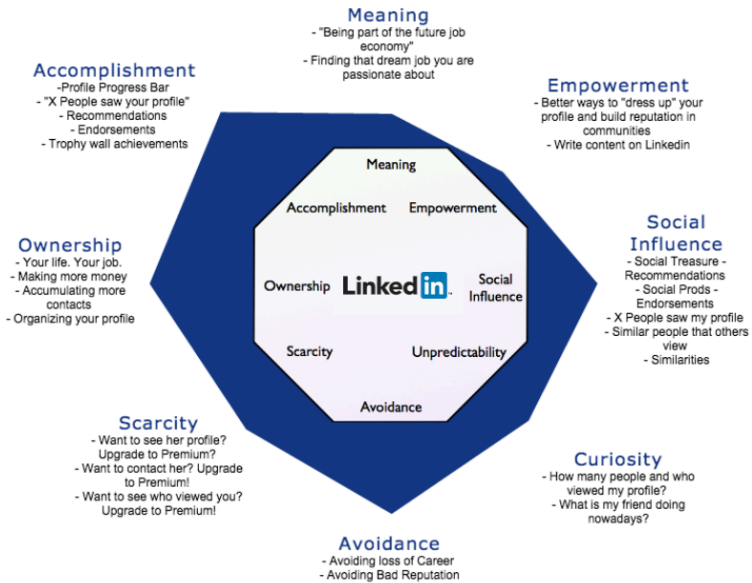 Meaning
- "Being part of the future job
economy"
- Finding that dream job you are
passionate about
Accomplishment
-Profile Progress Bar
- "X People saw your profile"
- Recommendations
- Endorsements
- Trophy wall achievements
Empowerment
- Better ways to "dress up" your
profile and build reputation in
communities
- Write content on Linkedin
Ownership
- Your life. Your job.
- Making more money
- Accumulating more
contacts
- Organizing your profile
Social
Influence
- Social Treasure -
Recommendations
- Social Prods -
Endorsements
- X People saw my profile
- Similar people that others
view
- Similarities
Meaning
Accomplishment
Empowerment
Ownership
Linked in
Social
Influence
Scarcity
Unpredictability
Avoidance
Scarcity
- Want to see her profile?
Upgrade to Premium?
- Want to contact her? Upgrade
to Premium!
- Want to see who viewed you?
Upgrade to Premium!
Curiosity
- How many people and who
viewed my profile?
- What is my friend doing
nowadays?
Avoidance
- Avoiding loss of Career
- Avoiding Bad Reputation